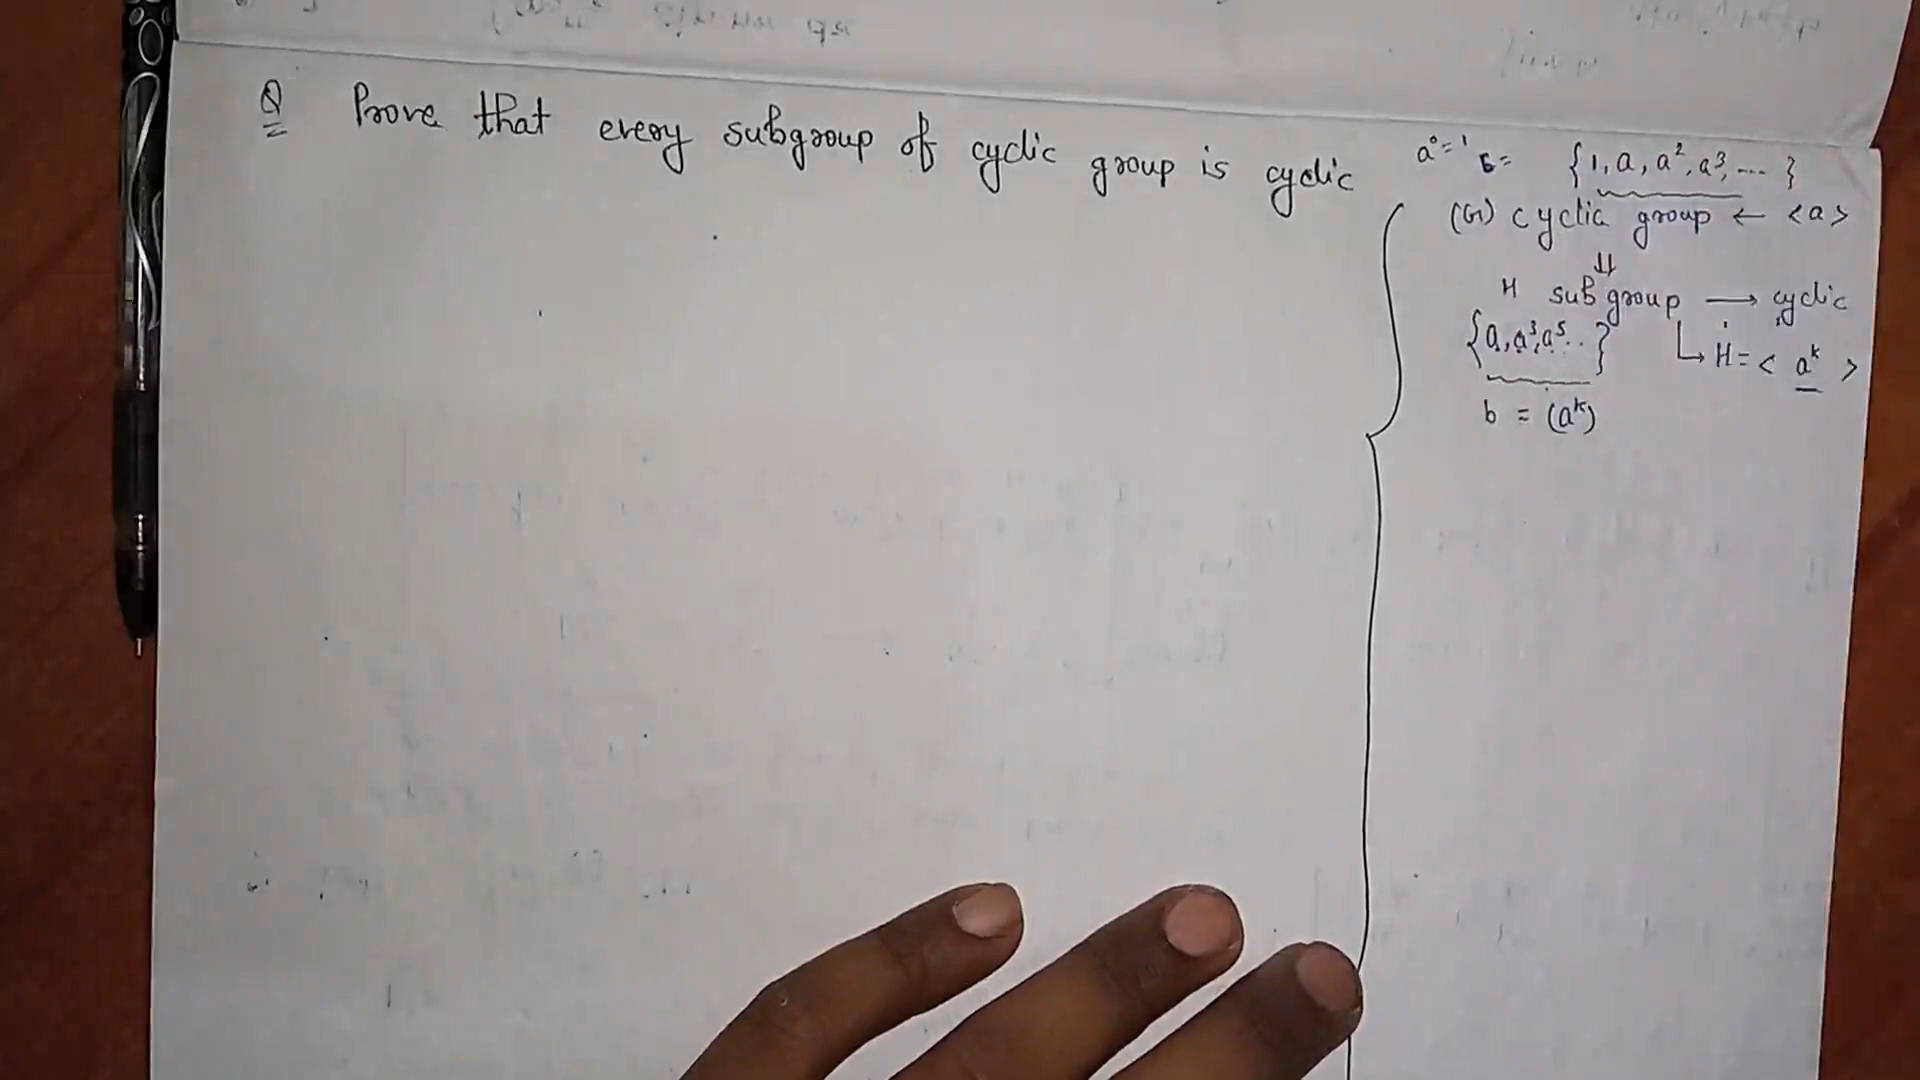 Q Prove that every subgroup of cyclic group is cyclic
a⁰=1 G= {1, a, a², a³, ... }
(G) cyclic group ← <a>
⇓
H subgroup → cyclic
{a, a³, a⁵ .. } ↳ H = < aᵏ >
b = (aᵏ)